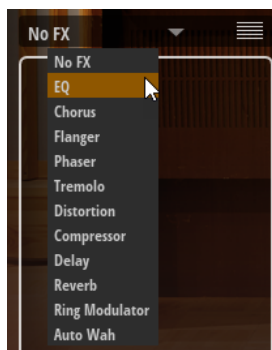 No FX
No FX
EQ
Chorus
Flanger
Phaser
Tremolo
Distortion
Compressor
Delay
Reverb
Ring Modulator
Auto Wah